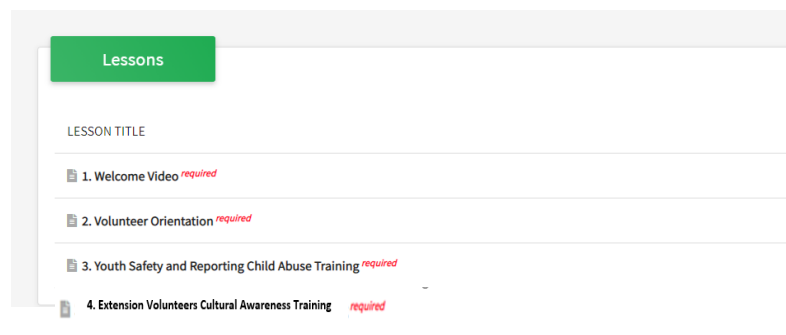 Lessons
LESSON TITLE
1. Welcome Video required
2. Volunteer Orientation required
3. Youth Safety and Reporting Child Abuse Training required
4. Extension Volunteers Cultural Awareness Training required